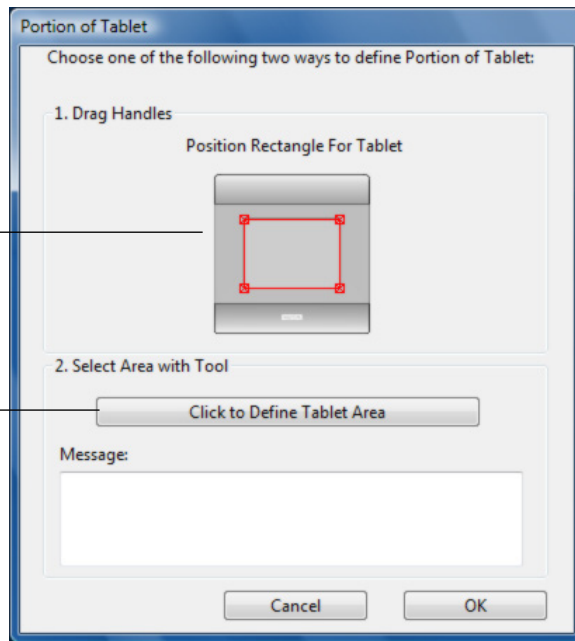 Portion of Tablet
Choose one of the following two ways to define Portion of Tablet:
1. Drag Handles
Position Rectangle For Tablet
2. Select Area with Tool
Click to Define Tablet Area
Message:
Cancel
OK